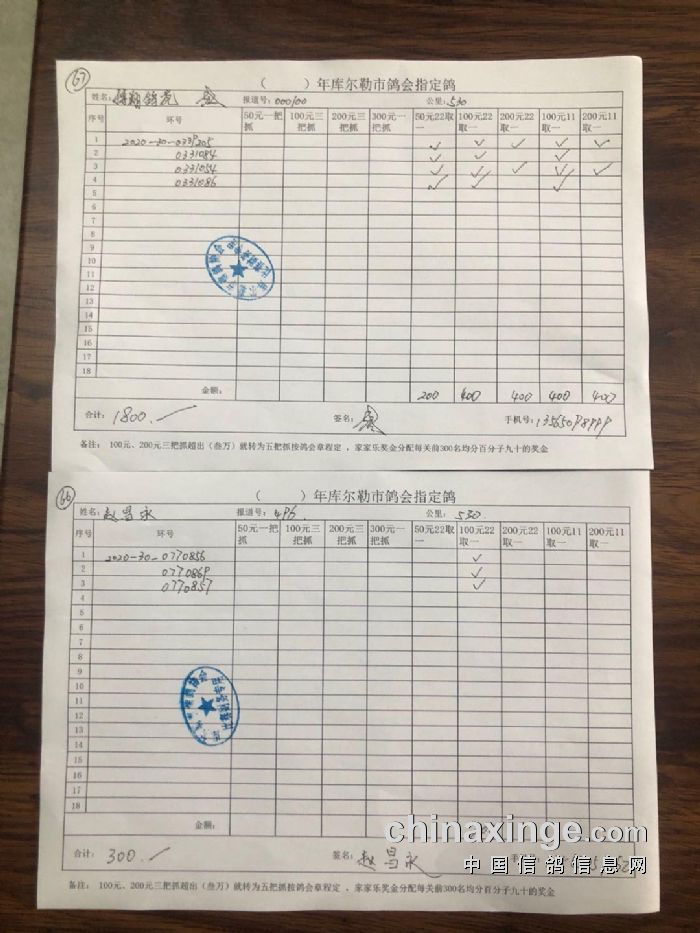 67
（ ）年库尔勒市鸽会指定鸽
姓名： 报道号：000100 公里：530
序号 环号 50元一把抓 100元三把抓 200元三把抓 300元一把抓 50元22取一 100元22取一 200元22取一 100元11取一 200元11取一
1 2020-30-0331205 ✓ ✓ ✓ ✓ ✓
2 0331084 ✓ ✓ ✓
3 0331054 ✓ ✓ ✓ ✓ ✓
4 0331086 ✓ ✓ ✓
5
6
7
8
9
10
11
12
13
14
15
16
17
18
金额： 200 400 400 400 400
合计：1800. 签名： 手机号：
备注： 100元、200元三把抓超出（叁万）就转为五把抓按鸽会章程定 ，家家乐奖金分配每关前300名均分百分子九十的奖金
66
（ ）年库尔勒市鸽会指定鸽
姓名：赵昌永 报道号：496. 公里：530.
序号 环号 50元一把抓 100元三把抓 200元三把抓 300元一把抓 50元22取一 100元22取一 200元22取一 100元11取一 200元11取一
1 2020-30-0770856 ✓
2 0770869 ✓
3 0770857 ✓
4
5
6
7
8
9
10
11
12
13
14
15
16
17
18
金额：
合计：300. 签名：赵昌永
备注： 100元、200元三把抓超出（叁万）就转为五把抓按鸽会章程定 ，家家乐奖金分配每关前300名均分百分子九十的奖金
chinaxinge.com
中国信鸽信息网